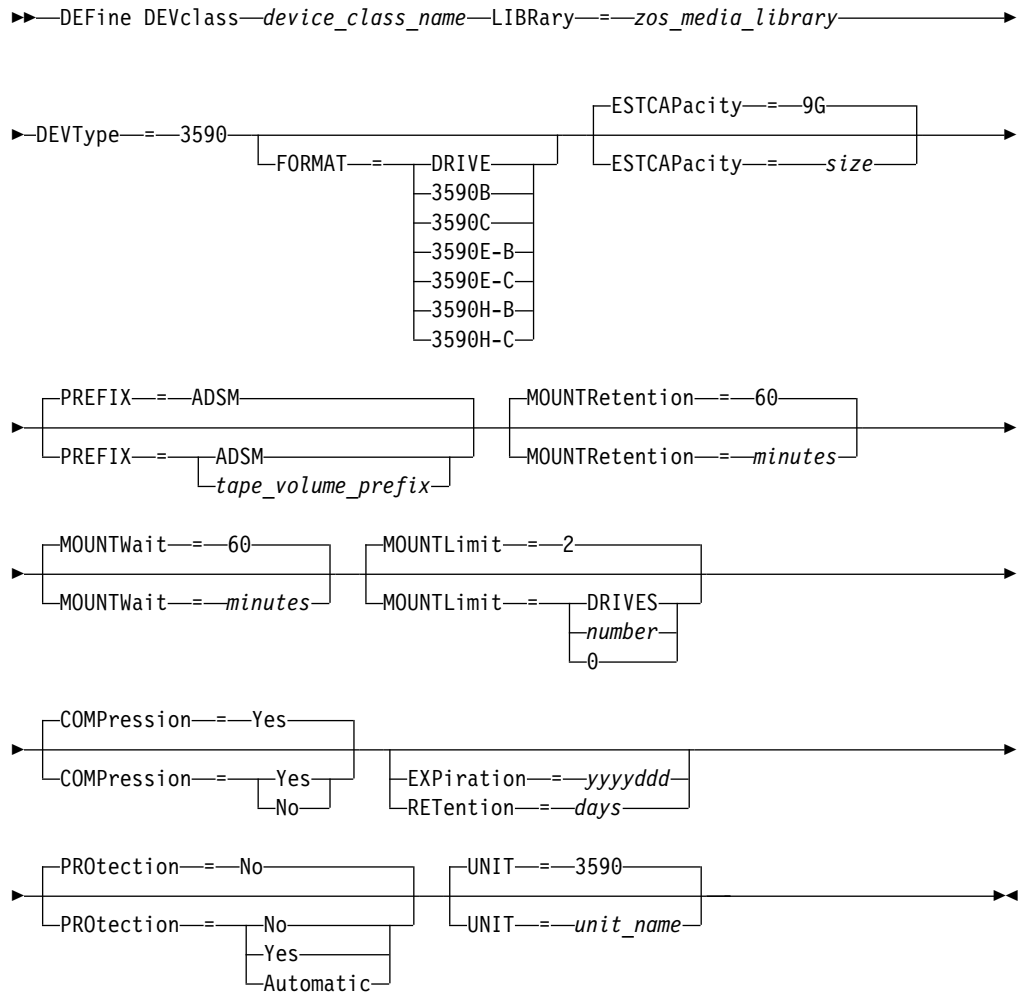 DEFine DEVclass device_class_name LIBRary = zos_media_library
ESTCAPacity = 9G
DEVType = 3590
FORMAT = DRIVE
ESTCAPacity = size
3590B
3590C
3590E-B
3590E-C
3590H-B
3590H-C
PREFIX = ADSM
MOUNTRetention = 60
PREFIX = ADSM
MOUNTRetention = minutes
tape_volume_prefix
MOUNTWait = 60
MOUNTLimit = 2
MOUNTWait = minutes
MOUNTLimit = DRIVES
number
0
COMPression = Yes
COMPression = Yes
EXPiration = yyyyddd
No
RETention = days
PROtection = No
UNIT = 3590
PROtection = No
UNIT = unit_name
Yes
Automatic